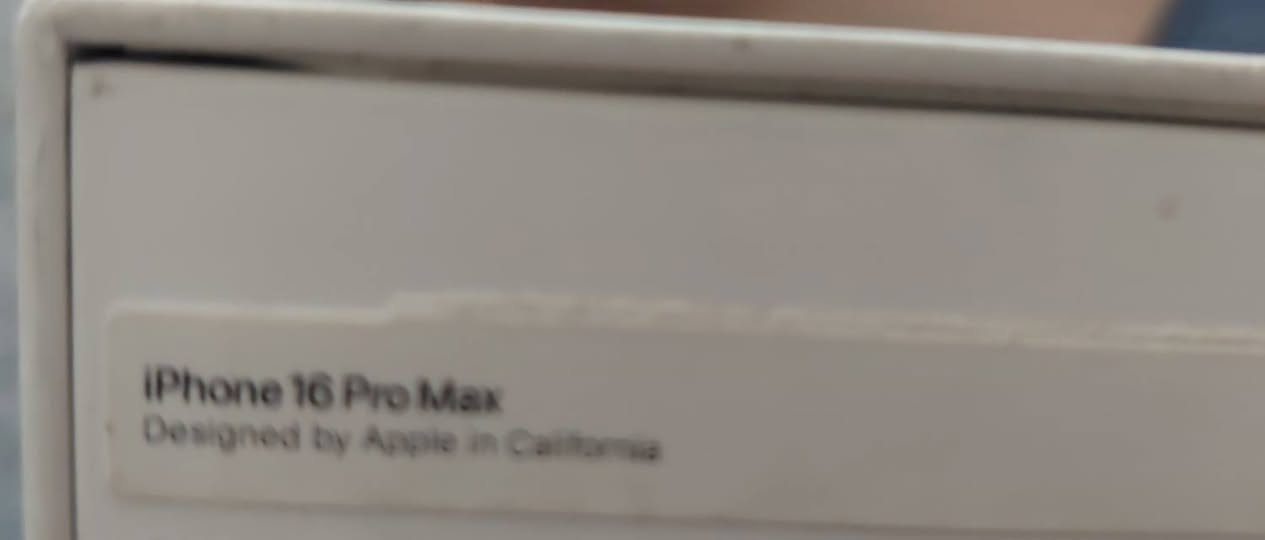 iPhone 16 Pro Max
Designed by Apple in California